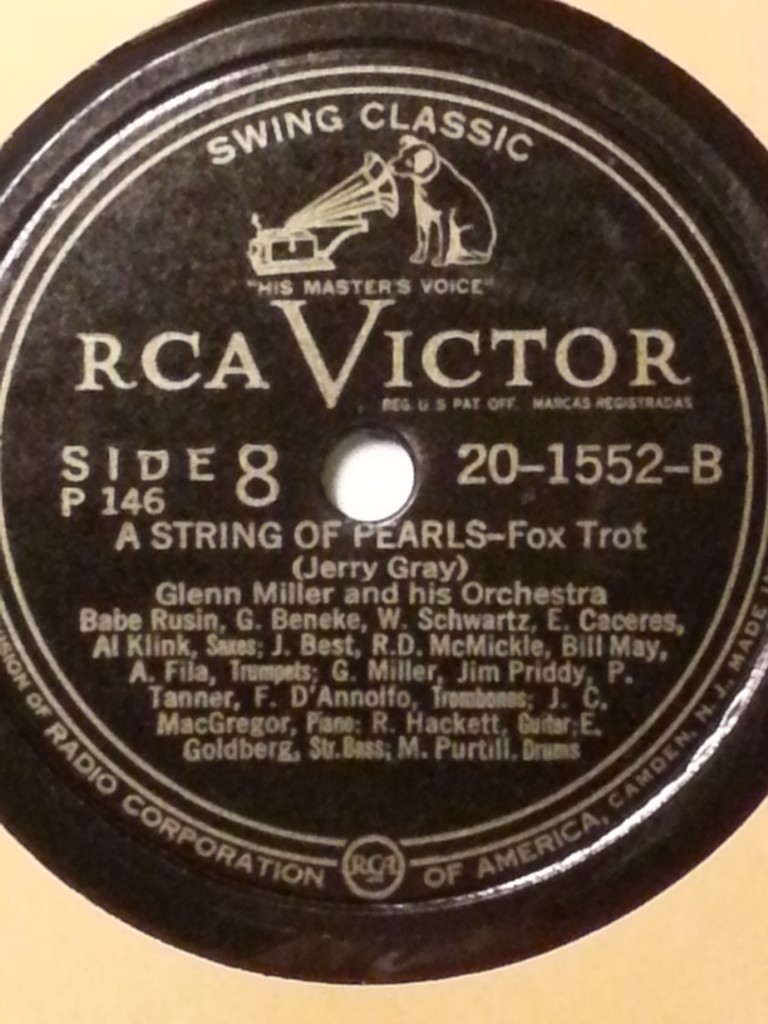 SWING CLASSIC
"HIS MASTER'S VOICE"
RCA VICTOR
REG. U S PAT. OFF. MARCAS REGISTRADAS
SIDE 8
20-1552-B
P 146
A STRING OF PEARLS-Fox Trot
(Jerry Gray)
Glenn Miller and his Orchestra
Babe Rusin, G. Beneke, W. Schwartz, E. Caceres,
Al Klink, Saxes; J. Best, R.D. McMickle, Bill May,
A. Fila, Trumpets; G. Miller, Jim Priddy, P.
Tanner, F. D'Annolfo, Trombones; J. C.
MacGregor, Piano; R. Hackett, Guitar; E.
Goldberg, Str. Bass; M. Purtill, Drums
OF RADIO CORPORATION OF AMERICA, CAMDEN, N. J., MADE
RCA